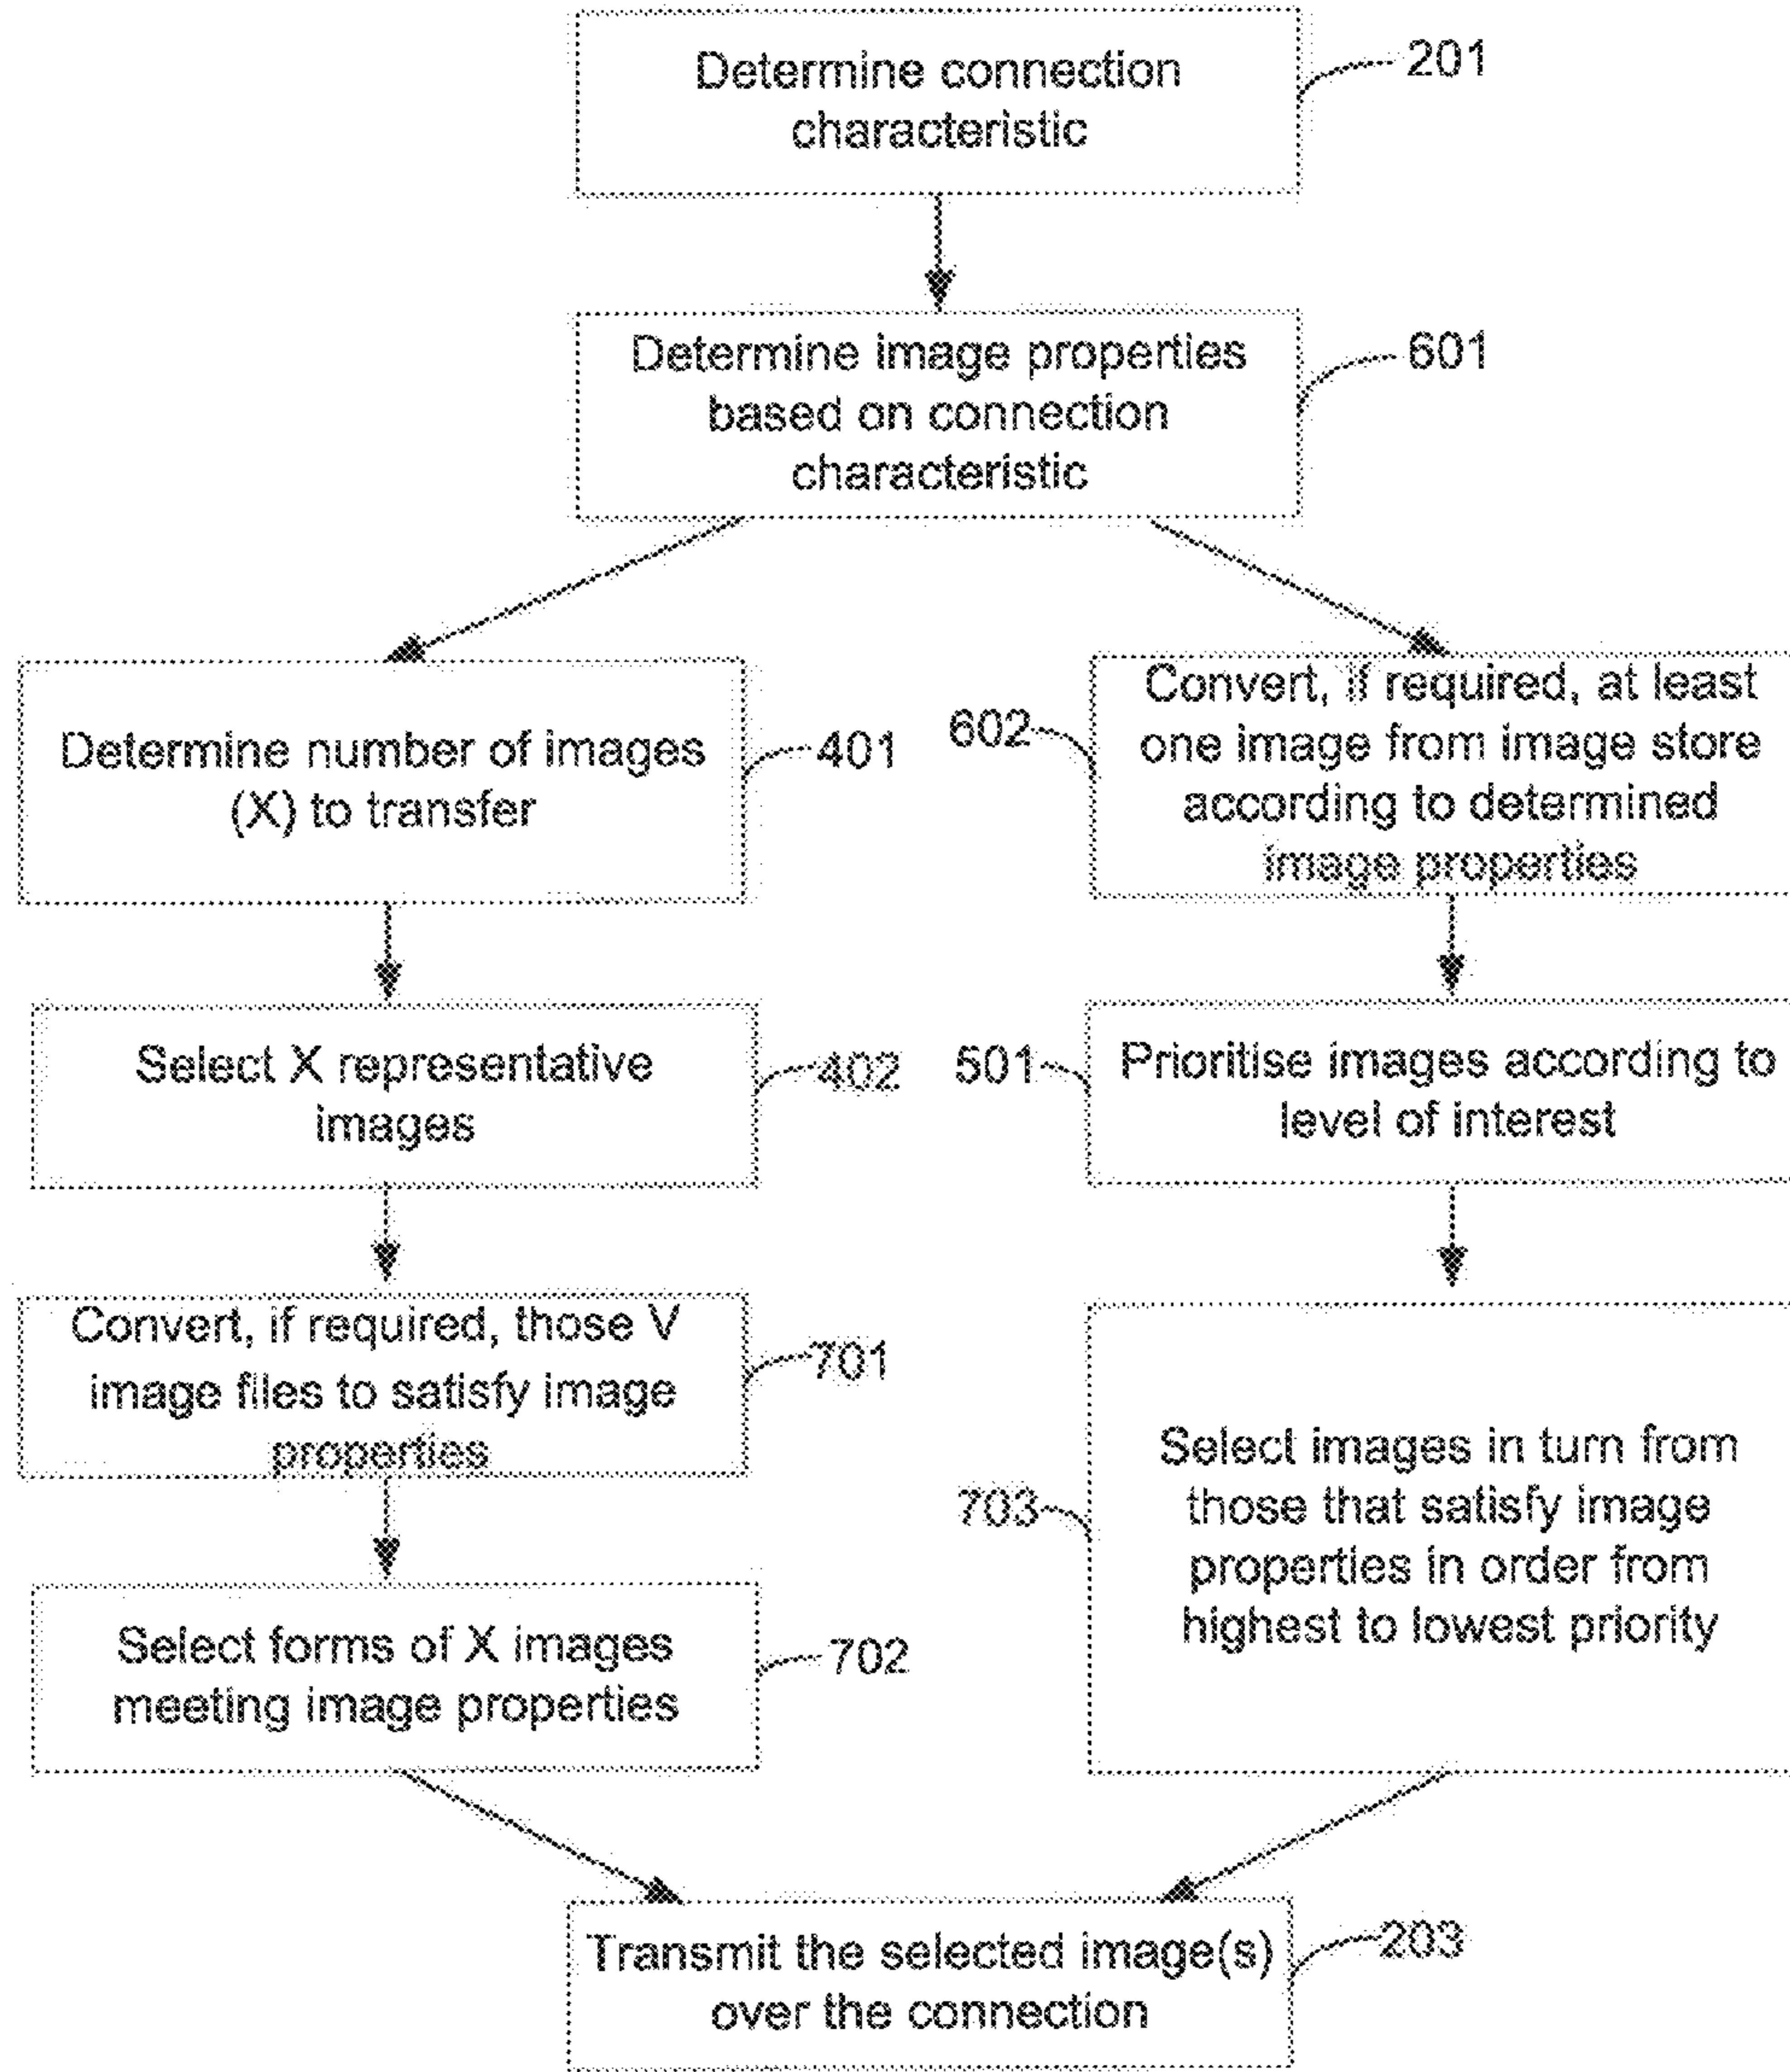 Determine connection
characteristic
201
Determine image properties
based on connection
characteristic
601
Determine number of images
(X) to transfer
401
602
Convert, if required, at least
one image from image store
according to determined
image properties
Select X representative
images
402
501
Prioritise images according to
level of interest
Convert, if required, those V
image files to satisfy image
properties
701
703
Select images in turn from
those that satisfy image
properties in order from
highest to lowest priority
Select forms of X images
meeting image properties
702
Transmit the selected image(s)
over the connection
203